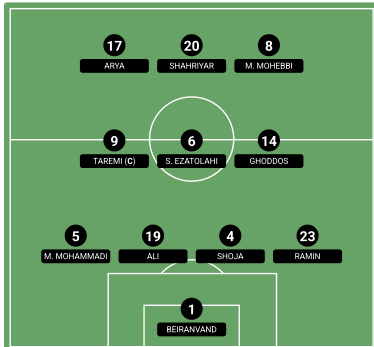 17 20 8
ARYA SHAHRIYAR M. MOHEBBI
9 6 14
TAREMI (C) S. EZATOLAHI GHODDOS
5 19 4 23
M. MOHAMMADI ALI SHOJA RAMIN
1
BEIRANVAND